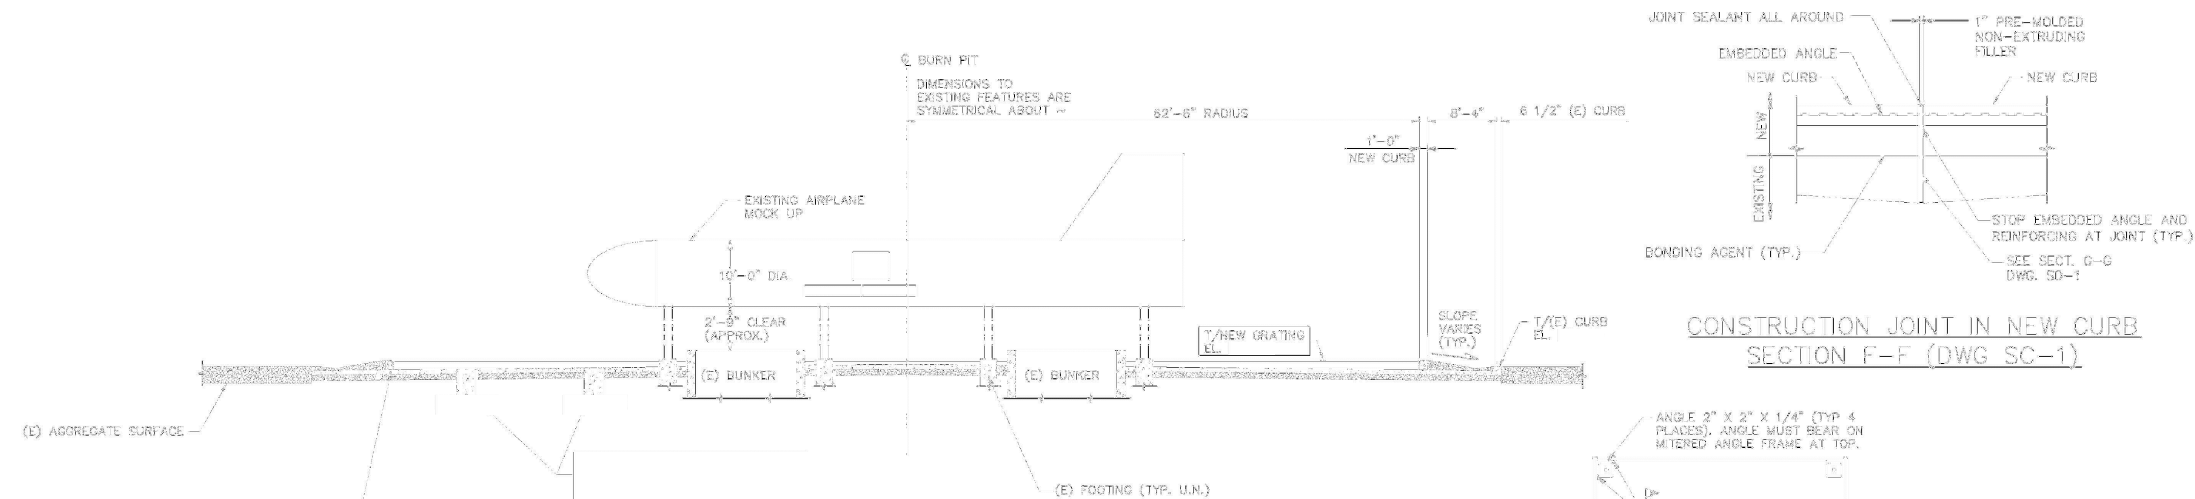 ℄ BURN PIT
DIMENSIONS TO
EXISTING FEATURES ARE
SYMMETRICAL ABOUT ~
62'-6" RADIUS
8'-4"
6 1/2" (E) CURB
1'-0"
NEW CURB
EXISTING AIRPLANE
MOCK UP
10'-0" DIA
2'-9" CLEAR
(APPROX.)
T/NEW GRATING
EL.
SLOPE
VARIES
(TYP.)
T/(E) CURB
EL.
(E) BUNKER
(E) BUNKER
(E) AGGREGATE SURFACE
(E) FOOTING (TYP. U.N.)
JOINT SEALANT ALL AROUND
1" PRE-MOLDED
NON-EXTRUDING
FILLER
EMBEDDED ANGLE
NEW CURB
NEW CURB
NEW
EXISTING
STOP EMBEDDED ANGLE AND
REINFORCING AT JOINT (TYP.)
BONDING AGENT (TYP.)
SEE SECT. G-G
DWG. SD-1
CONSTRUCTION JOINT IN NEW CURB
SECTION F-F (DWG SC-1)
ANGLE 2" X 2" X 1/4" (TYP 4
PLACES). ANGLE MUST BEAR ON
MITERED ANGLE FRAME AT TOP.